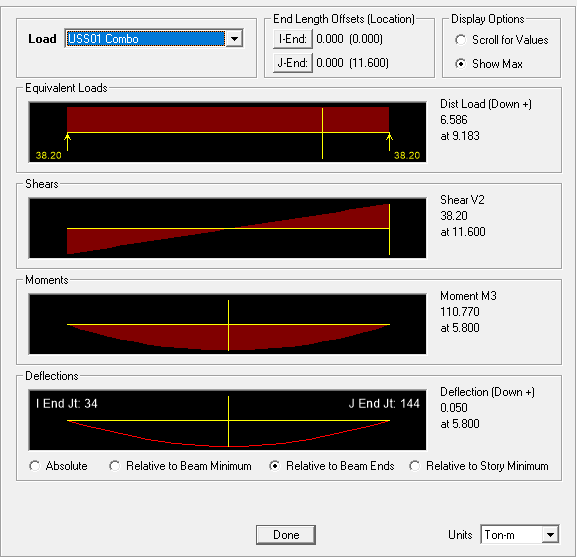 End Length Offsets (Location)
Display Options
Load USS01 Combo
I-End: 0.000 (0.000)
J-End: 0.000 (11.600)
Scroll for Values
Show Max
Equivalent Loads
38.20
38.20
Dist Load (Down +)
6.586
at 9.183
Shears
Shear V2
38.20
at 11.600
Moments
Moment M3
110.770
at 5.800
Deflections
I End Jt: 34
J End Jt: 144
Deflection (Down +)
0.050
at 5.800
Absolute
Relative to Beam Minimum
Relative to Beam Ends
Relative to Story Minimum
Done
Units Ton-m